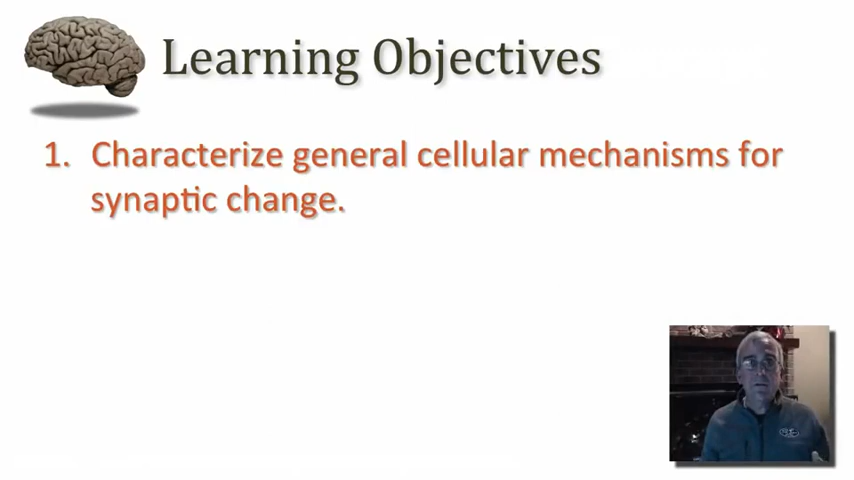 Learning Objectives
1. Characterize general cellular mechanisms for
synaptic change.